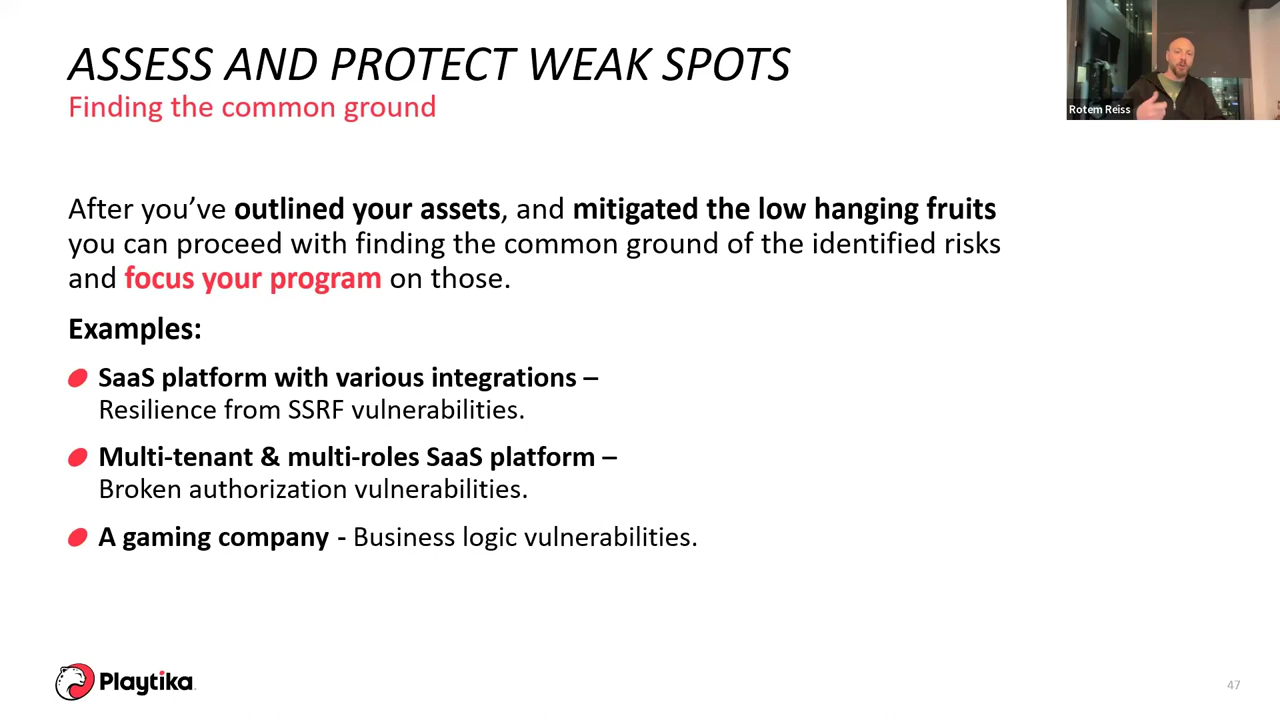 ASSESS AND PROTECT WEAK SPOTS
Finding the common ground
Rotem Reiss
After you’ve outlined your assets, and mitigated the low hanging fruits
you can proceed with finding the common ground of the identified risks
and focus your program on those.
Examples:
SaaS platform with various integrations –
Resilience from SSRF vulnerabilities.
Multi-tenant & multi-roles SaaS platform –
Broken authorization vulnerabilities.
A gaming company - Business logic vulnerabilities.
Playtika
47